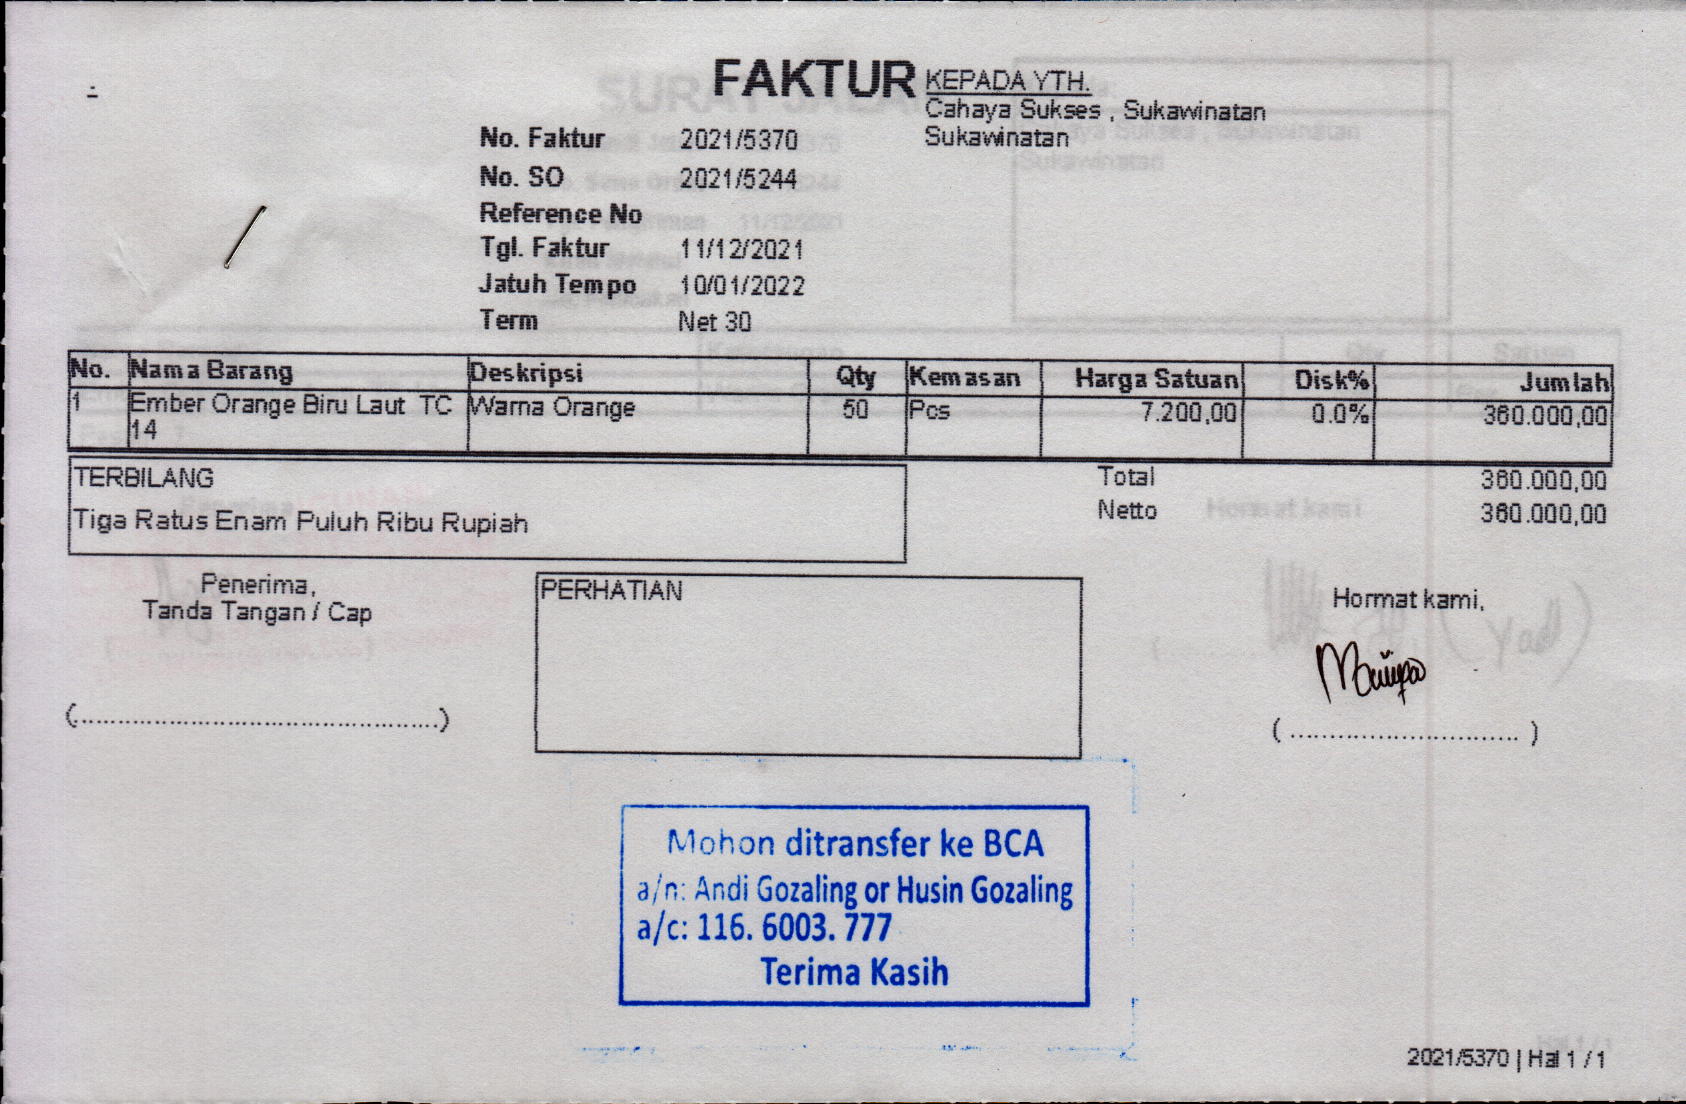 FAKTUR
KEPADA YTH.
Cahaya Sukses , Sukawinatan
Sukawinatan
No. Faktur 2021/5370
No. SO 2021/5244
Reference No
Tgl. Faktur 11/12/2021
Jatuh Tempo 10/01/2022
Term Net 30
No. Nama Barang Deskripsi Qty Kemasan Harga Satuan Disk% Jumlah
1 Ember Orange Biru Laut TC Warna Orange 50 Pcs 7.200,00 0.0% 360.000,00
14
TERBILANG
Tiga Ratus Enam Puluh Ribu Rupiah
Total 360.000,00
Netto 360.000,00
Penerima,
Tanda Tangan / Cap
(................................................)
PERHATIAN
Hormat kami,
(..............................)
Mohon ditransfer ke BCA
a/n: Andi Gozaling or Husin Gozaling
a/c: 116. 6003. 777
Terima Kasih
2021/5370 | Hal 1 / 1